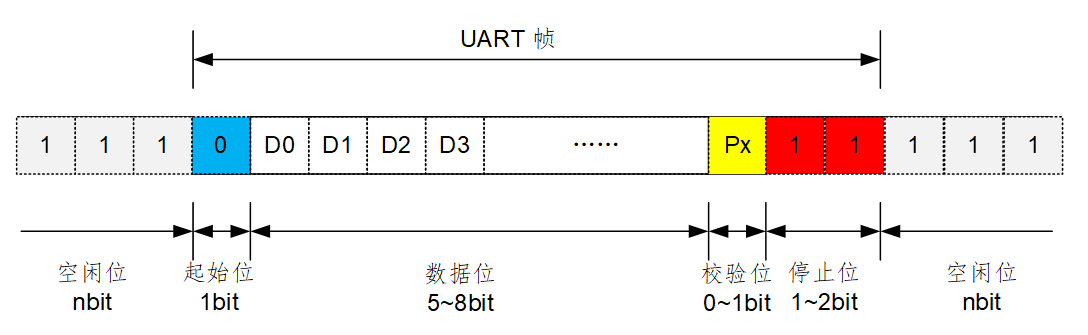 UART 帧
1 1 1 0 D0 D1 D2 D3 …… Px 1 1 1 1 1
空闲位 起始位 数据位 校验位 停止位 空闲位
nbit 1bit 5~8bit 0~1bit 1~2bit nbit